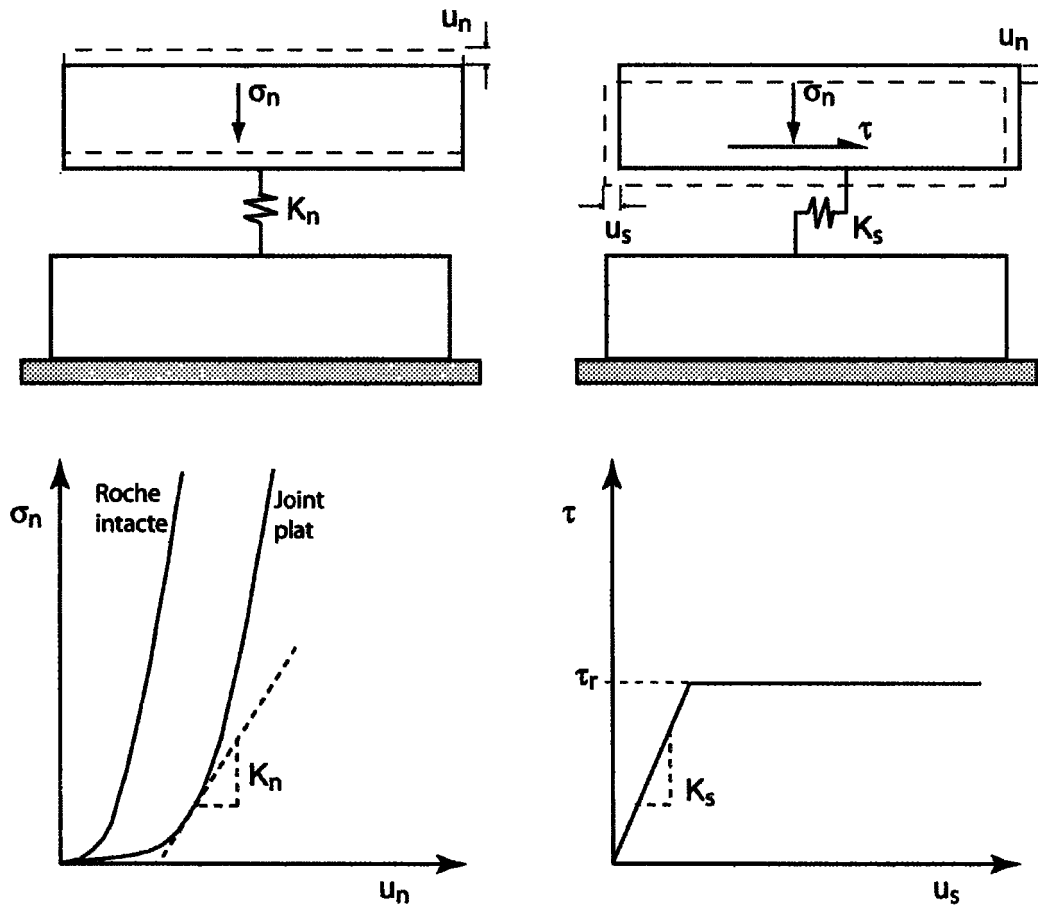 uₙ
σₙ
Kₙ
uₙ
σₙ
τ
uₛ
Kₛ
σₙ
Roche
intacte
Joint
plat
Kₙ
uₙ
τ
τᵣ
Kₛ
uₛ